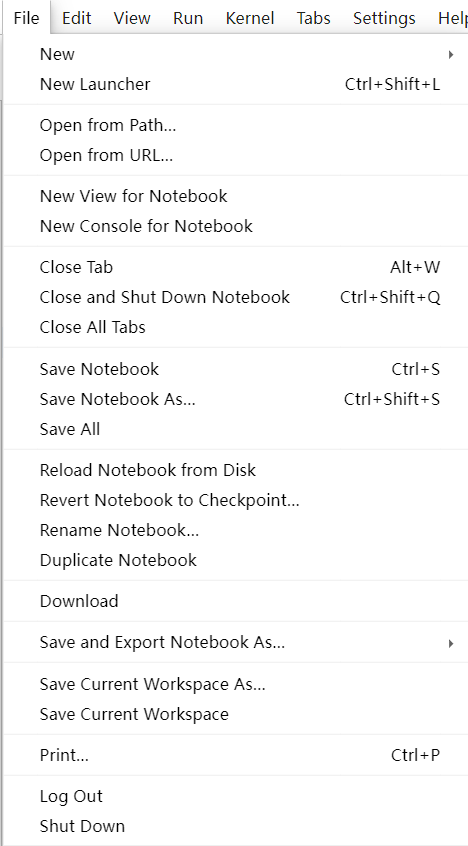 File Edit View Run Kernel Tabs Settings Help
New
New Launcher Ctrl+Shift+L
Open from Path...
Open from URL...
New View for Notebook
New Console for Notebook
Close Tab Alt+W
Close and Shut Down Notebook Ctrl+Shift+Q
Close All Tabs
Save Notebook Ctrl+S
Save Notebook As... Ctrl+Shift+S
Save All
Reload Notebook from Disk
Revert Notebook to Checkpoint...
Rename Notebook...
Duplicate Notebook
Download
Save and Export Notebook As...
Save Current Workspace As...
Save Current Workspace
Print... Ctrl+P
Log Out
Shut Down